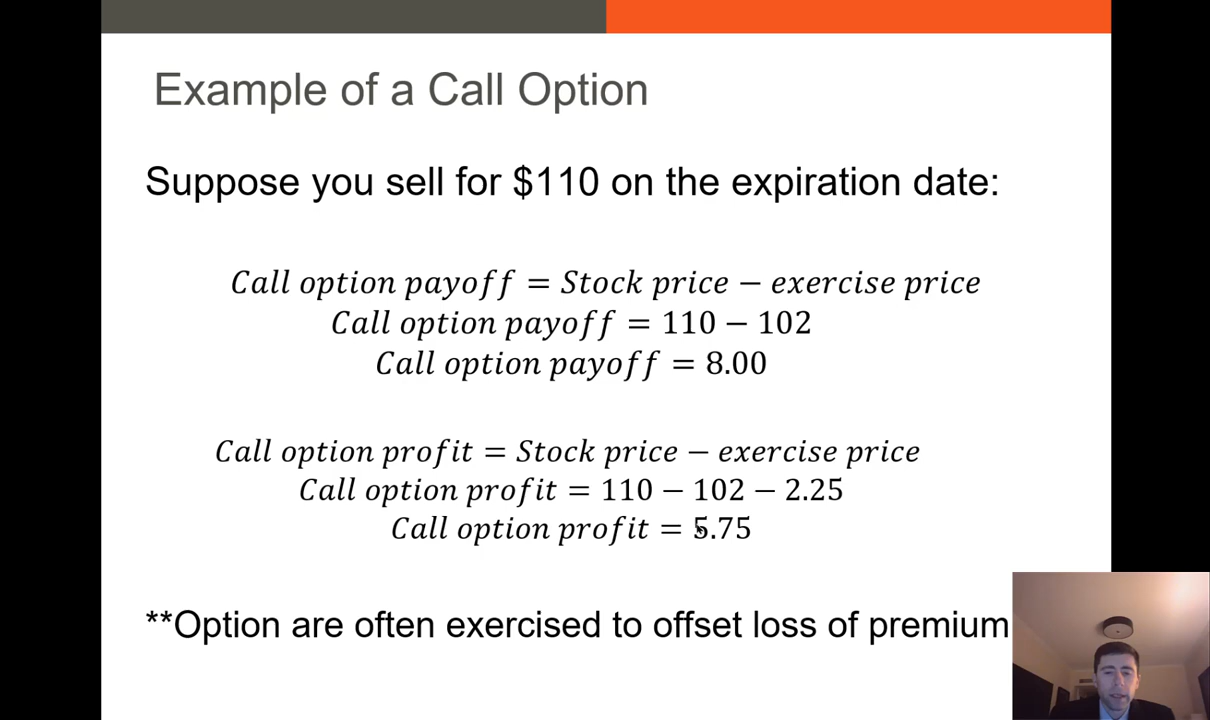 Example of a Call Option
Suppose you sell for $110 on the expiration date:
Call option payoff = Stock price − exercise price
Call option payoff = 110 − 102
Call option payoff = 8.00
Call option profit = Stock price − exercise price
Call option profit = 110 − 102 − 2.25
Call option profit = 5.75
**Option are often exercised to offset loss of premium